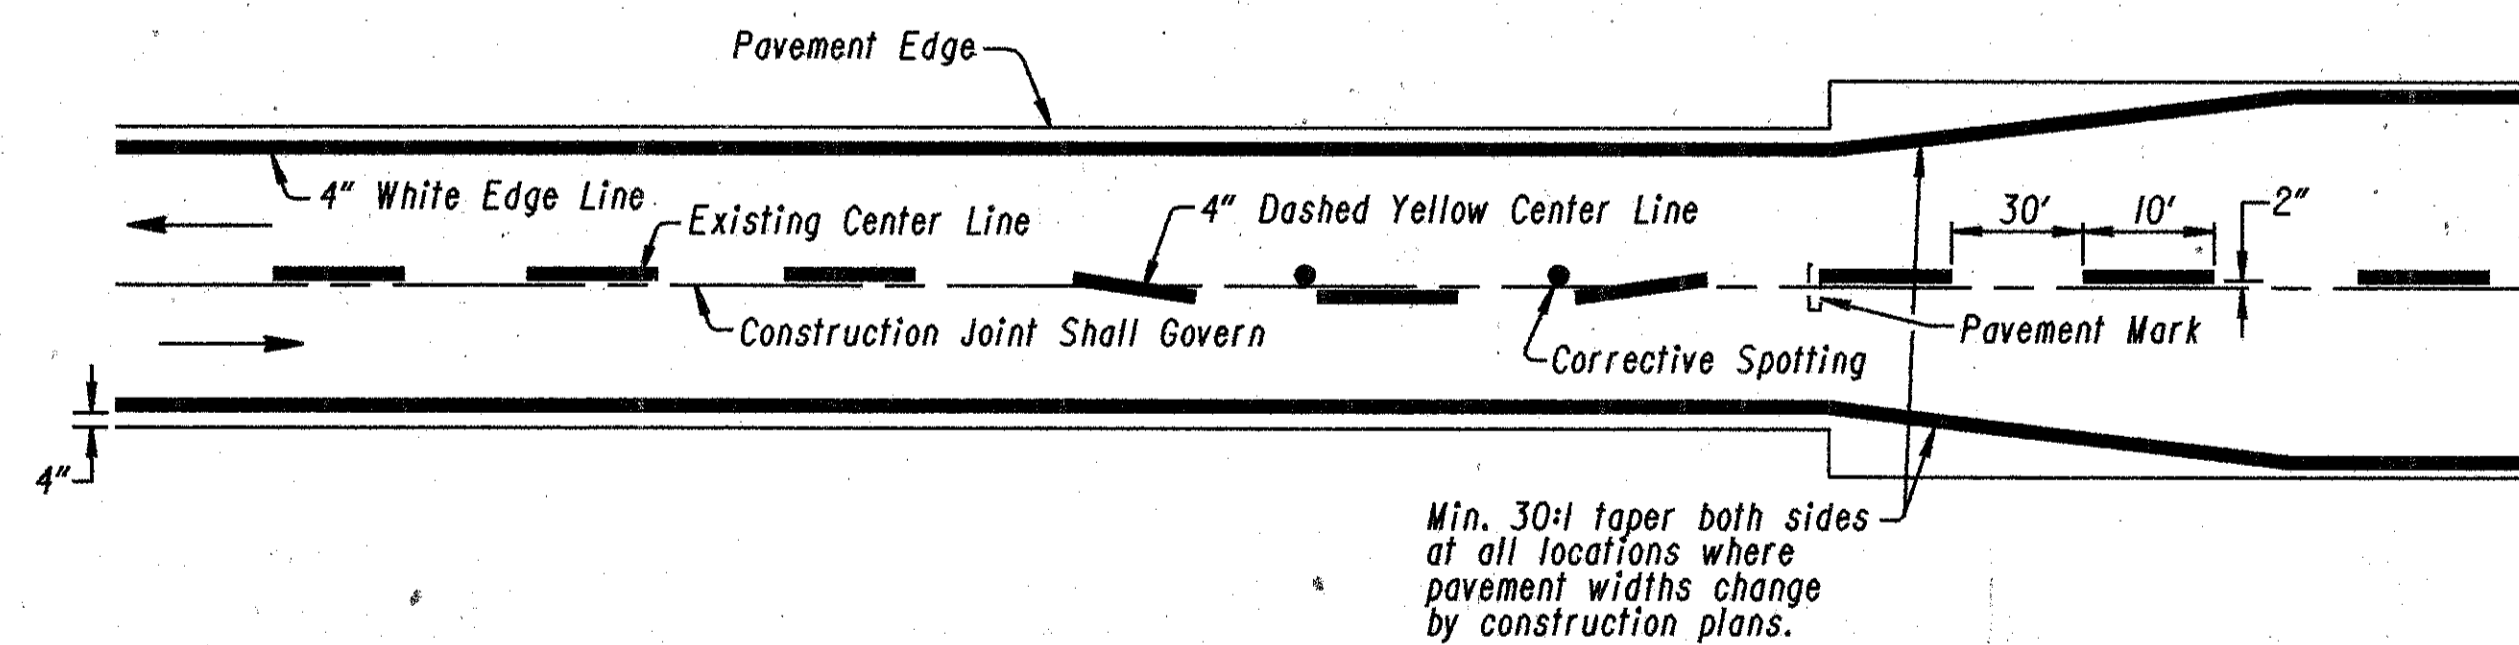 Pavement Edge
4" White Edge Line
Existing Center Line
4" Dashed Yellow Center Line
30'
10'
2"
Construction Joint Shall Govern
Corrective Spotting
Pavement Mark
4"
Min. 30:1 taper both sides
at all locations where
pavement widths change
by construction plans.